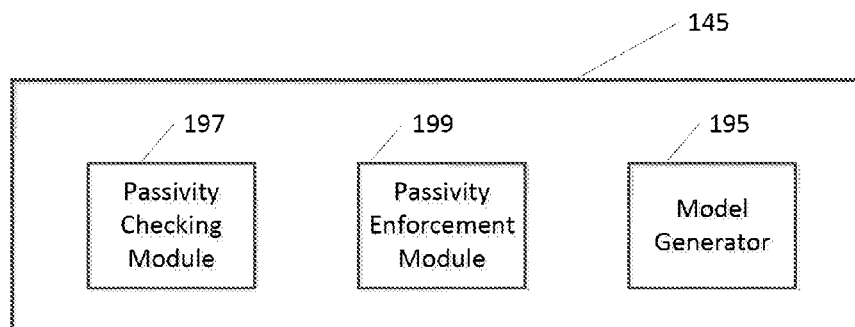 145
197
199
195
Passivity
Checking
Module
Passivity
Enforcement
Module
Model
Generator